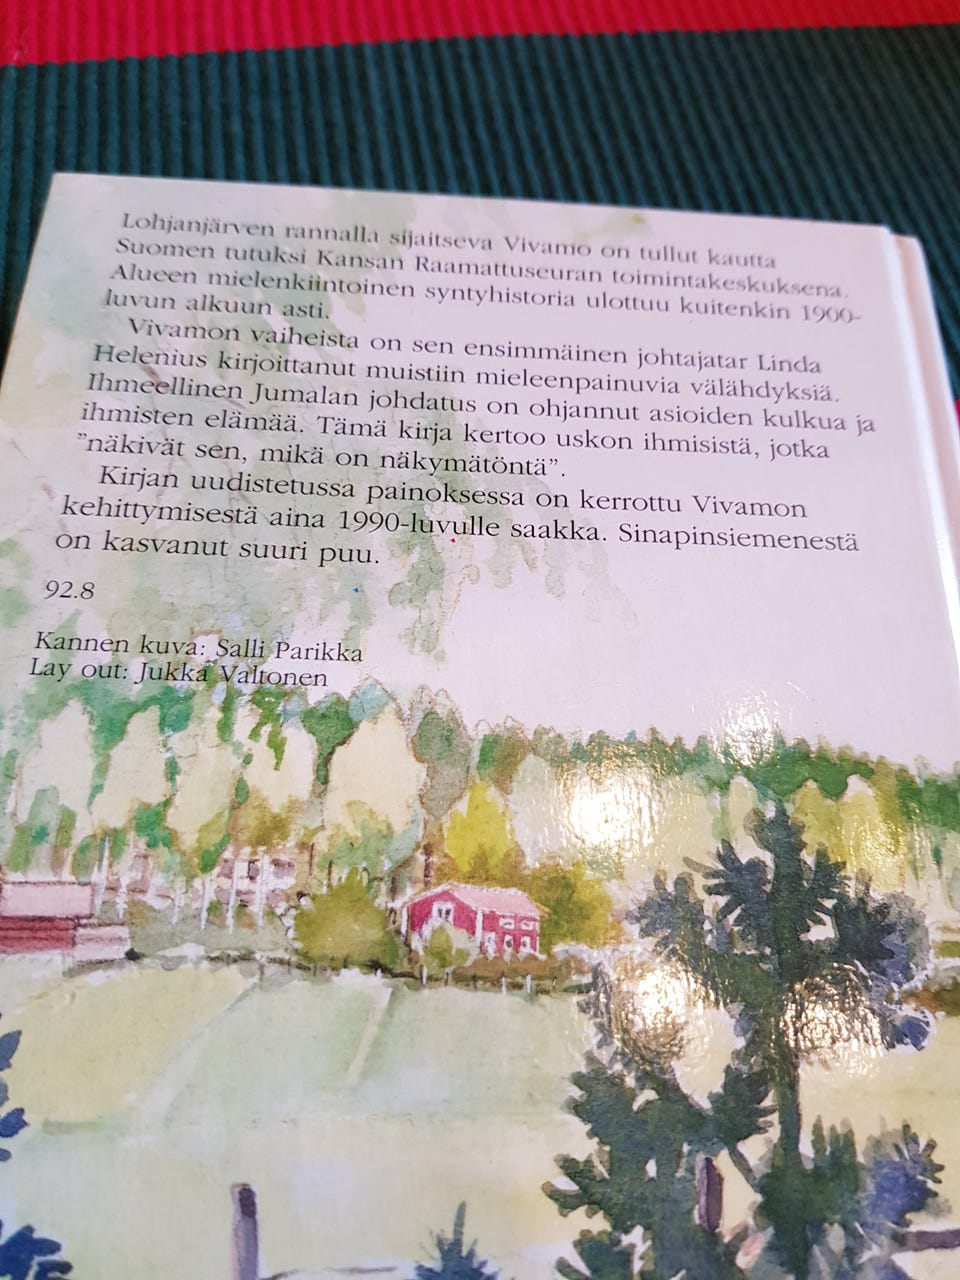 Lohjanjärven rannalla sijaitseva Vivamo on tullut kautta
Suomen tutuksi Kansan Raamattuseuran toimintakeskuksena.
Alueen mielenkiintoinen syntyhistoria ulottuu kuitenkin 1900-
luvun alkuun asti.
Vivamon vaiheista on sen ensimmäinen johtajatar Linda
Helenius kirjoittanut muistiin mieleenpainuvia välähdyksiä.
Ihmeellinen Jumalan johdatus on ohjannut asioiden kulkua ja
ihmisten elämää. Tämä kirja kertoo uskon ihmisistä, jotka
”näkivät sen, mikä on näkymätöntä”.
Kirjan uudistetussa painoksessa on kerrottu Vivamon
kehittymisestä aina 1990-luvulle saakka. Sinapinsiemenestä
on kasvanut suuri puu.
92.8
Kannen kuva: Salli Parikka
Lay out: Jukka Valtonen